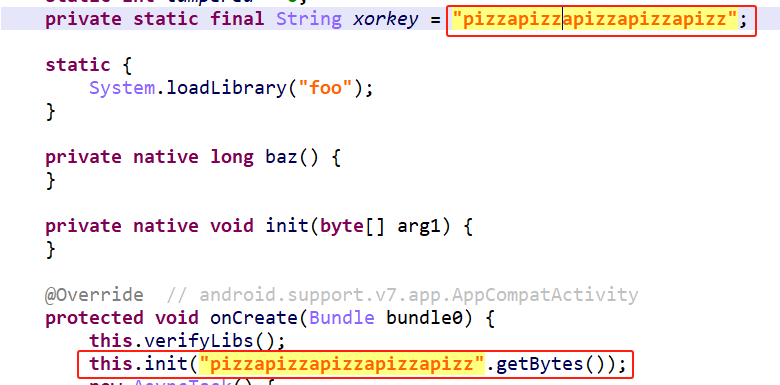 static int tampered = 0;
private static final String xorkey = "pizzapizzapizzapizzapizz";
static {
System.loadLibrary("foo");
}
private native long baz() {
}
private native void init(byte[] arg1) {
}
@Override // android.support.v7.app.AppCompatActivity
protected void onCreate(Bundle bundle0) {
this.verifyLibs();
this.init("pizzapizzapizzapizzapizz".getBytes());
new AsyncTask() {